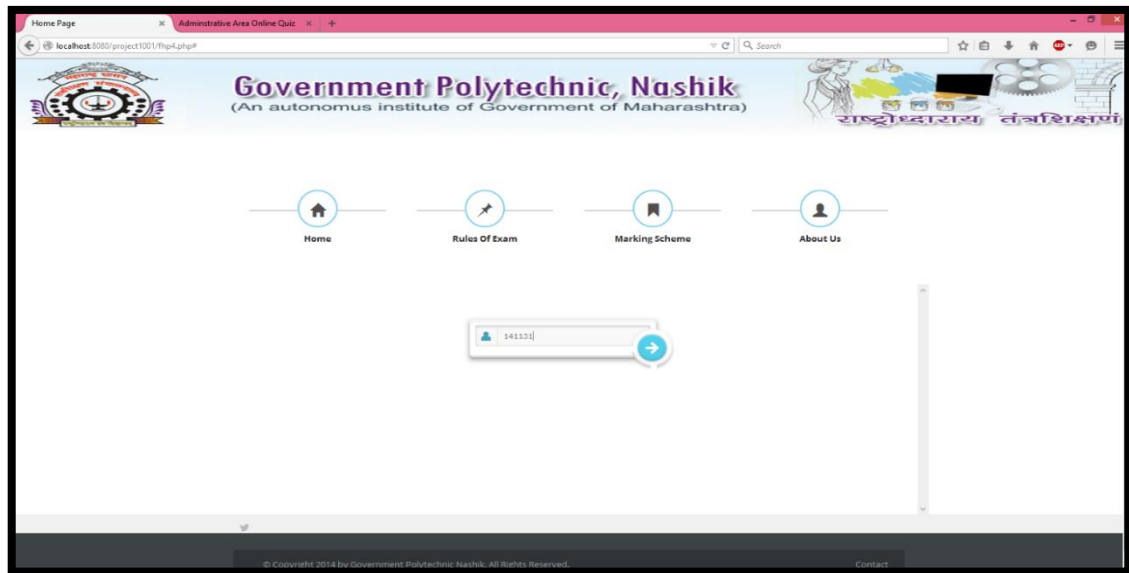 Home Page
Adminstrative Area Online Quiz
localhost:8080/project1001/fhp4.php#
Search
ABP
Government Polytechnic, Nashik
(An autonomus institute of Government of Maharashtra)
राष्ट्रोध्दाराय तंत्रशिक्षणं
Home
Rules Of Exam
Marking Scheme
About Us
141131
© Copyright 2014 by Government Polytechnic Nashik. All Rights Reserved.
Contact